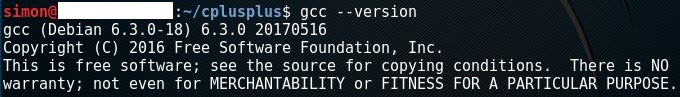 simon@:~/cplusplus$ gcc --version
gcc (Debian 6.3.0-18) 6.3.0 20170516
Copyright (C) 2016 Free Software Foundation, Inc.
This is free software; see the source for copying conditions.  There is NO
warranty; not even for MERCHANTABILITY or FITNESS FOR A PARTICULAR PURPOSE.